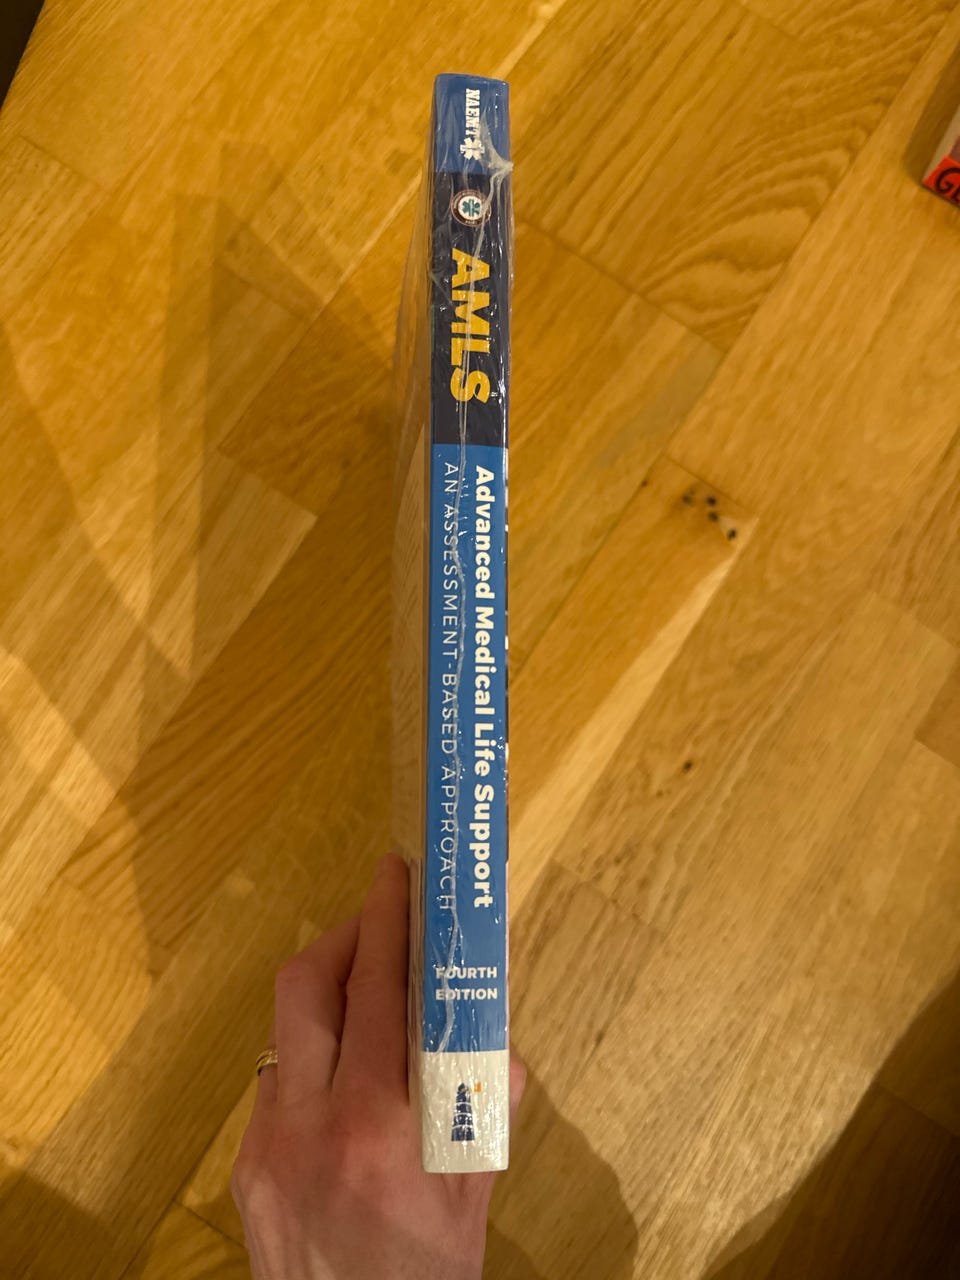 NAEMT
AMLS
Advanced Medical Life Support
AN ASSESSMENT-BASED APPROACH
FOURTH
EDITION